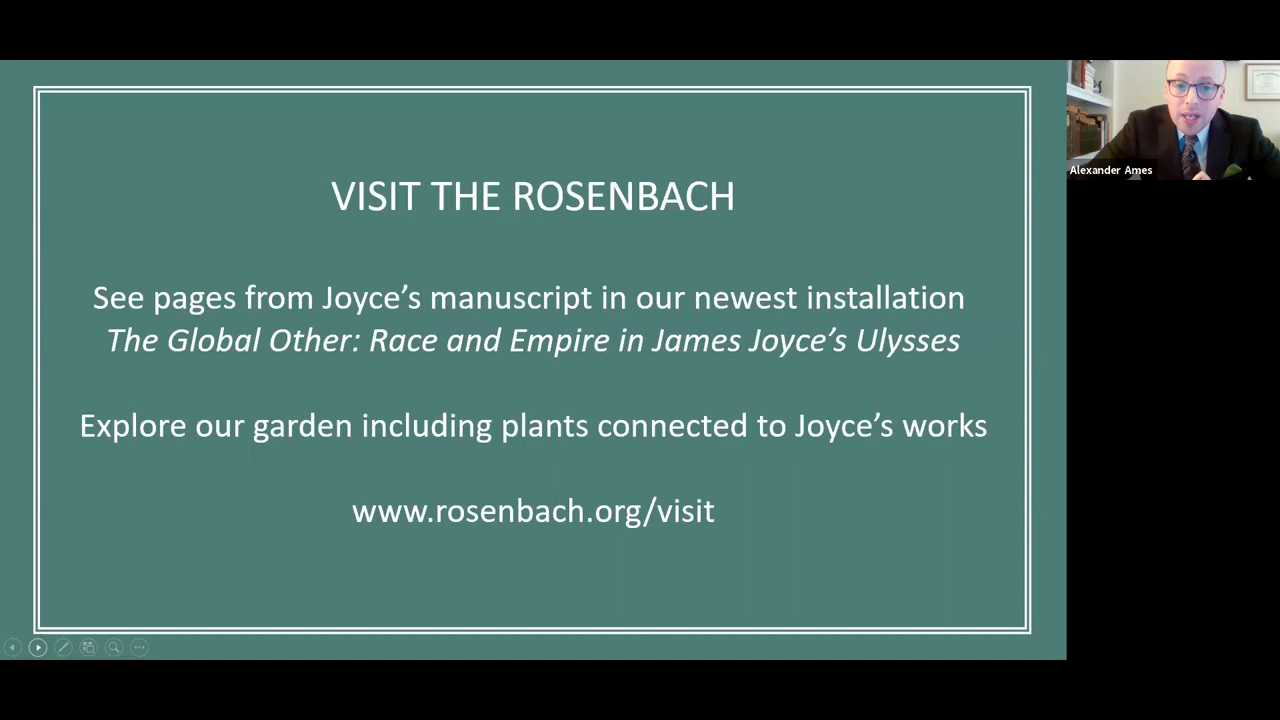 VISIT THE ROSENBACH
See pages from Joyce’s manuscript in our newest installation
The Global Other: Race and Empire in James Joyce’s Ulysses
Explore our garden including plants connected to Joyce’s works
www.rosenbach.org/visit
Alexander Ames